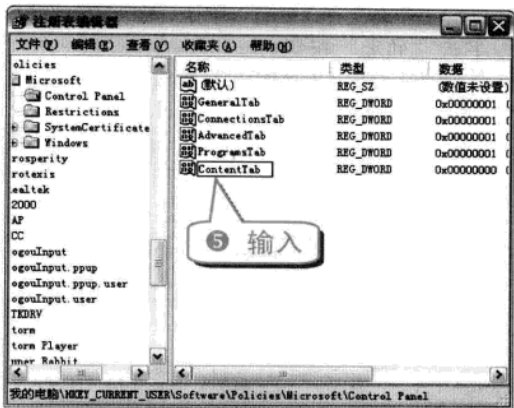 注册表编辑器
文件(F) 编辑(E) 查看(V) 收藏夹(A) 帮助(H)
olicies
Microsoft
Control Panel
Restrictions
SystemCertificate
Windows
rosperity
rotexis
ealtek
2000
AP
CC
ogouInput
ogouInput.ppup
ogouInput.ppup.user
ogouInput.user
TKDRV
torm
torm Player
uper Rabbit
名称 类型 数据
(默认) REG_SZ (数值未设置)
GeneralTab REG_DWORD 0x00000001 (
ConnectionsTab REG_DWORD 0x00000001 (
AdvancedTab REG_DWORD 0x00000001 (
ProgramsTab REG_DWORD 0x00000001 (
ContentTab REG_DWORD 0x00000000 (
5 输入
我的电脑\HKEY_CURRENT_USER\Software\Policies\Microsoft\Control Panel